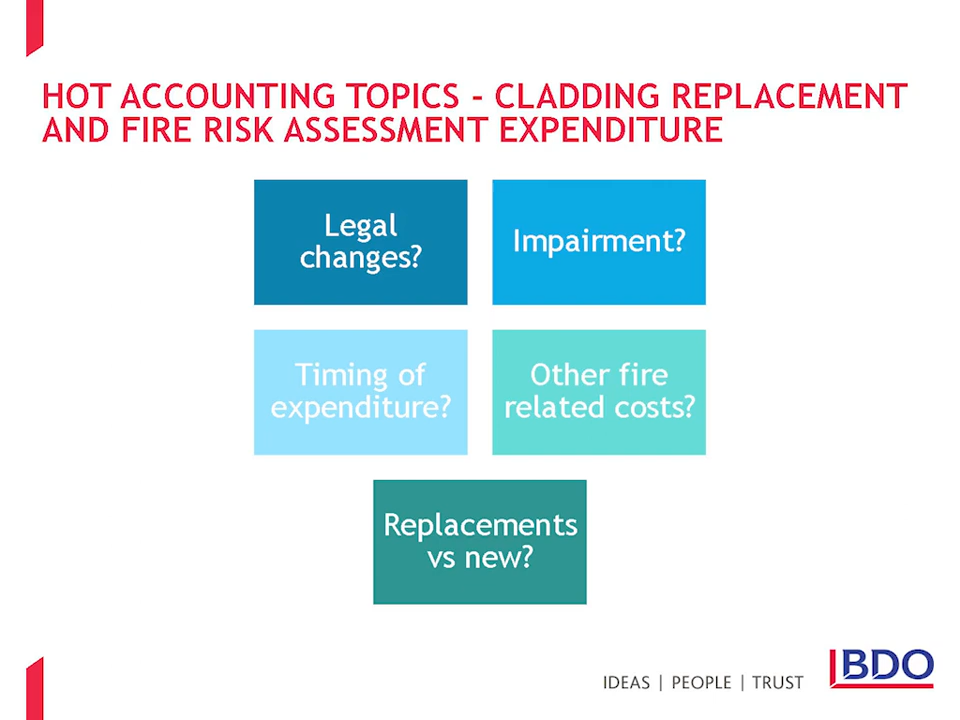 HOT ACCOUNTING TOPICS - CLADDING REPLACEMENT
AND FIRE RISK ASSESSMENT EXPENDITURE
Legal
changes?
Impairment?
Timing of
expenditure?
Other fire
related costs?
Replacements
vs new?
IDEAS | PEOPLE | TRUST
BDO